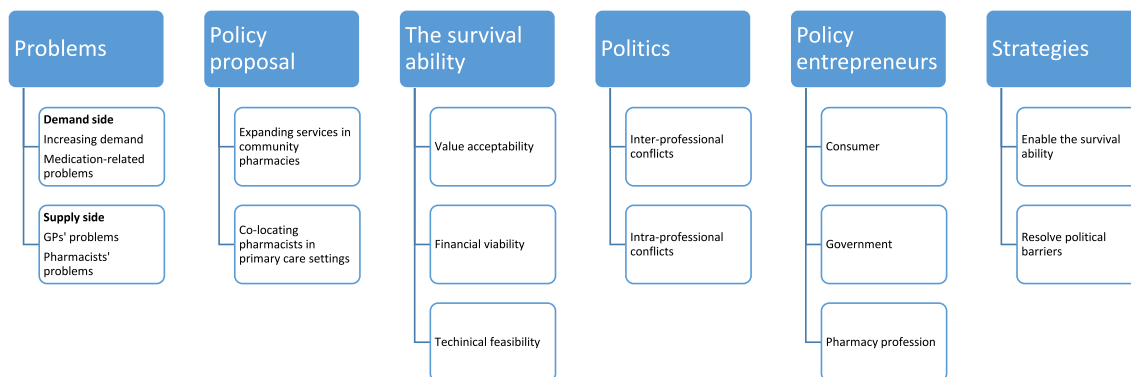 Problems
Demand side
Increasing demand
Medication-related
problems
Supply side
GPs' problems
Pharmacists'
problems
Policy
proposal
Expanding services in
community
pharmacies
Co-locating
pharmacists in
primary care settings
The survival
ability
Value acceptability
Financial viability
Techinical feasibility
Politics
Inter-professional
conflicts
Intra-professional
conflicts
Policy
entrepreneurs
Consumer
Government
Pharmacy profession
Strategies
Enable the survival
ability
Resolve political
barriers